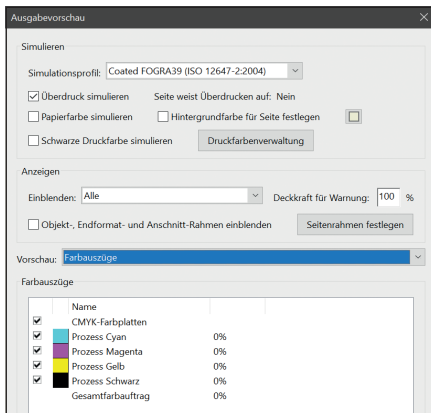 Ausgabevorschau
Simulieren
Simulationsprofil: Coated FOGRA39 (ISO 12647-2:2004)
Überdruck simulieren Seite weist Überdrucken auf: Nein
Papierfarbe simulieren Hintergrundfarbe für Seite festlegen
Schwarze Druckfarbe simulieren Druckfarbenverwaltung
Anzeigen
Einblenden: Alle Deckkraft für Warnung: 100 %
Objekt-, Endformat- und Anschnitt-Rahmen einblenden Seitenrahmen festlegen
Vorschau: Farbauszüge
Farbauszüge
Name
CMYK-Farbplatten
Prozess Cyan 0%
Prozess Magenta 0%
Prozess Gelb 0%
Prozess Schwarz 0%
Gesamtfarbauftrag 0%